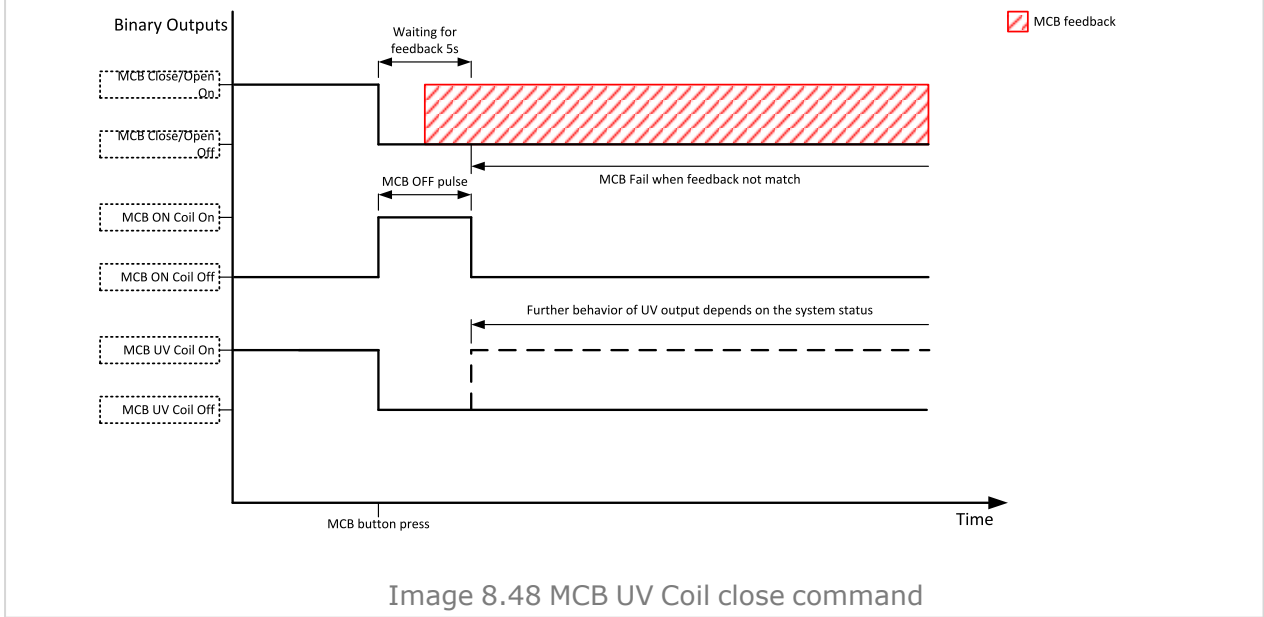 Binary Outputs
MCB feedback
Waiting for
feedback 5s
MCB Close/Open
On
MCB Close/Open
Off
MCB Fail when feedback not match
MCB OFF pulse
MCB ON Coil On
MCB ON Coil Off
Further behavior of UV output depends on the system status
MCB UV Coil On
MCB UV Coil Off
MCB button press
Time
Image 8.48 MCB UV Coil close command